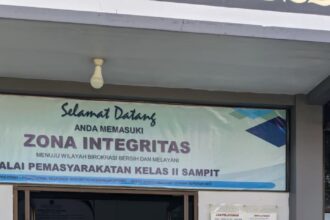 Selamat Datang
ANDA MEMASUKI
ZONA INTEGRITAS
MENUJU WILAYAH BIROKRASI BERSIH DAN MELAYANI
ALAI PEMASYARAKATAN KELAS II SAMPIT